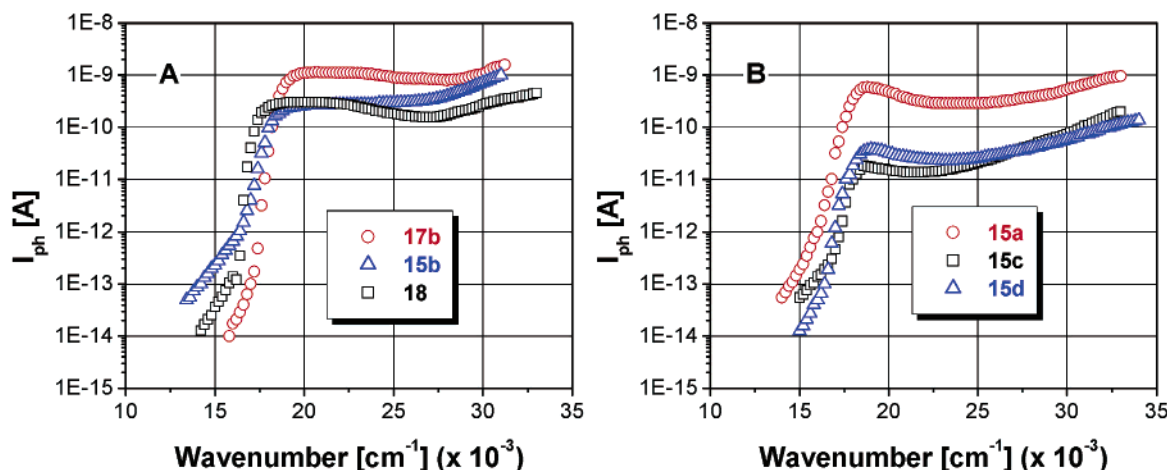 1E-8
1E-9
1E-10
1E-11
1E-12
1E-13
1E-14
1E-15
I_ph [A]
A
17b
15b
18
10 15 20 25 30 35
Wavenumber [cm⁻¹] (x 10⁻³)
1E-8
1E-9
1E-10
1E-11
1E-12
1E-13
1E-14
1E-15
I_ph [A]
B
15a
15c
15d
10 15 20 25 30 35
Wavenumber [cm⁻¹] (x 10⁻³)